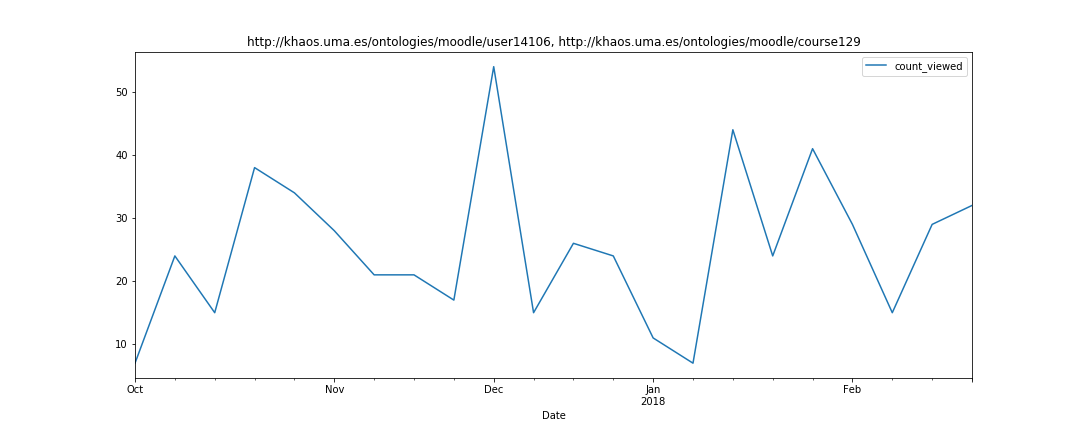 http://khaos.uma.es/ontologies/moodle/user14106, http://khaos.uma.es/ontologies/moodle/course129
count_viewed
50
40
30
20
10
Oct
Nov
Dec
Jan
2018
Feb
Date